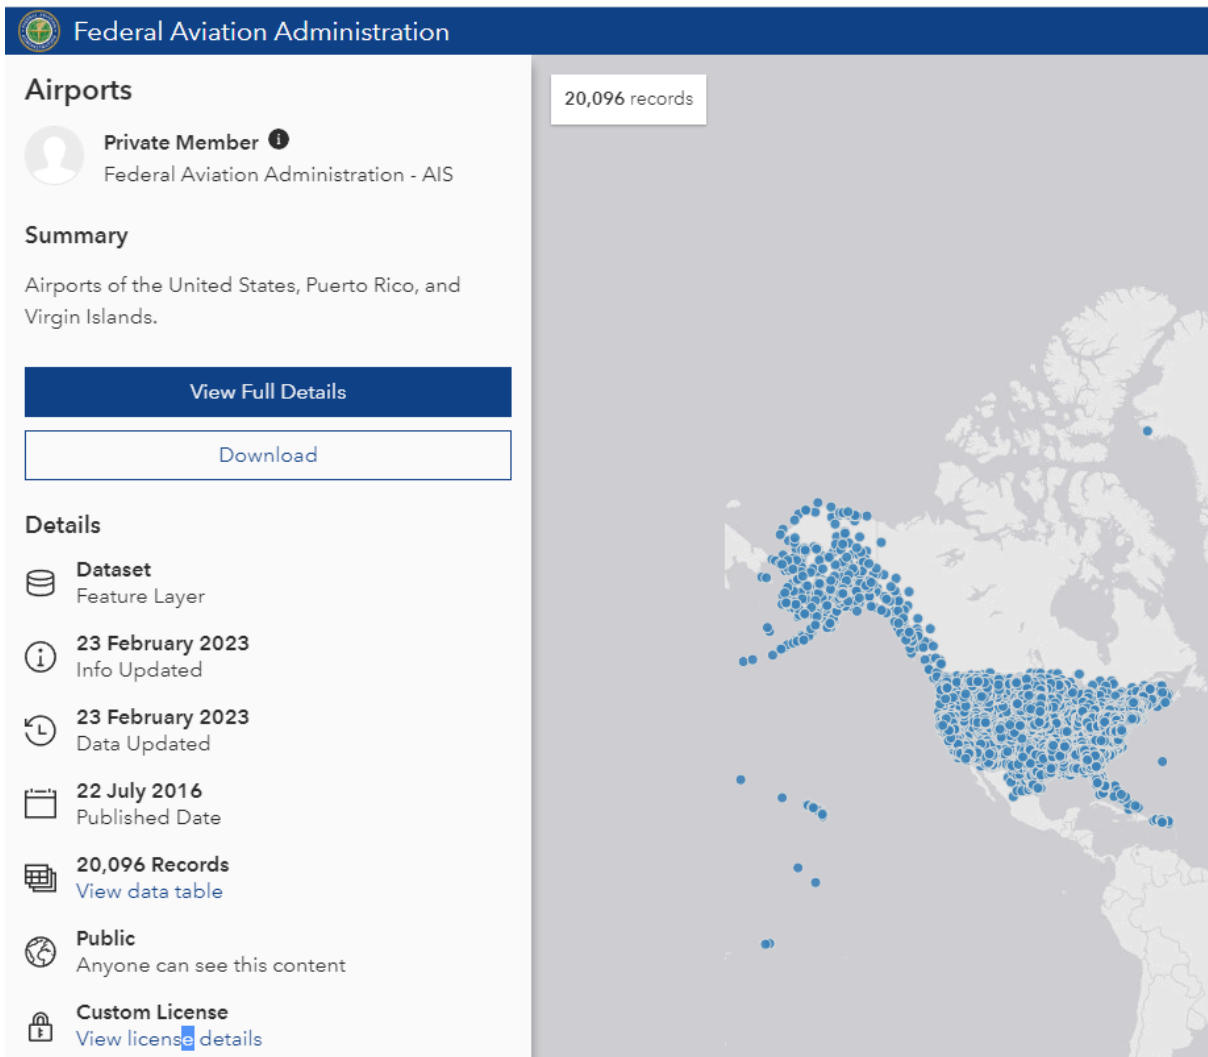 Federal Aviation Administration
Airports
20,096 records
Private Member
Federal Aviation Administration - AIS
Summary
Airports of the United States, Puerto Rico, and
Virgin Islands.
View Full Details
Download
Details
Dataset
Feature Layer
23 February 2023
Info Updated
23 February 2023
Data Updated
22 July 2016
Published Date
20,096 Records
View data table
Public
Anyone can see this content
Custom License
View license details